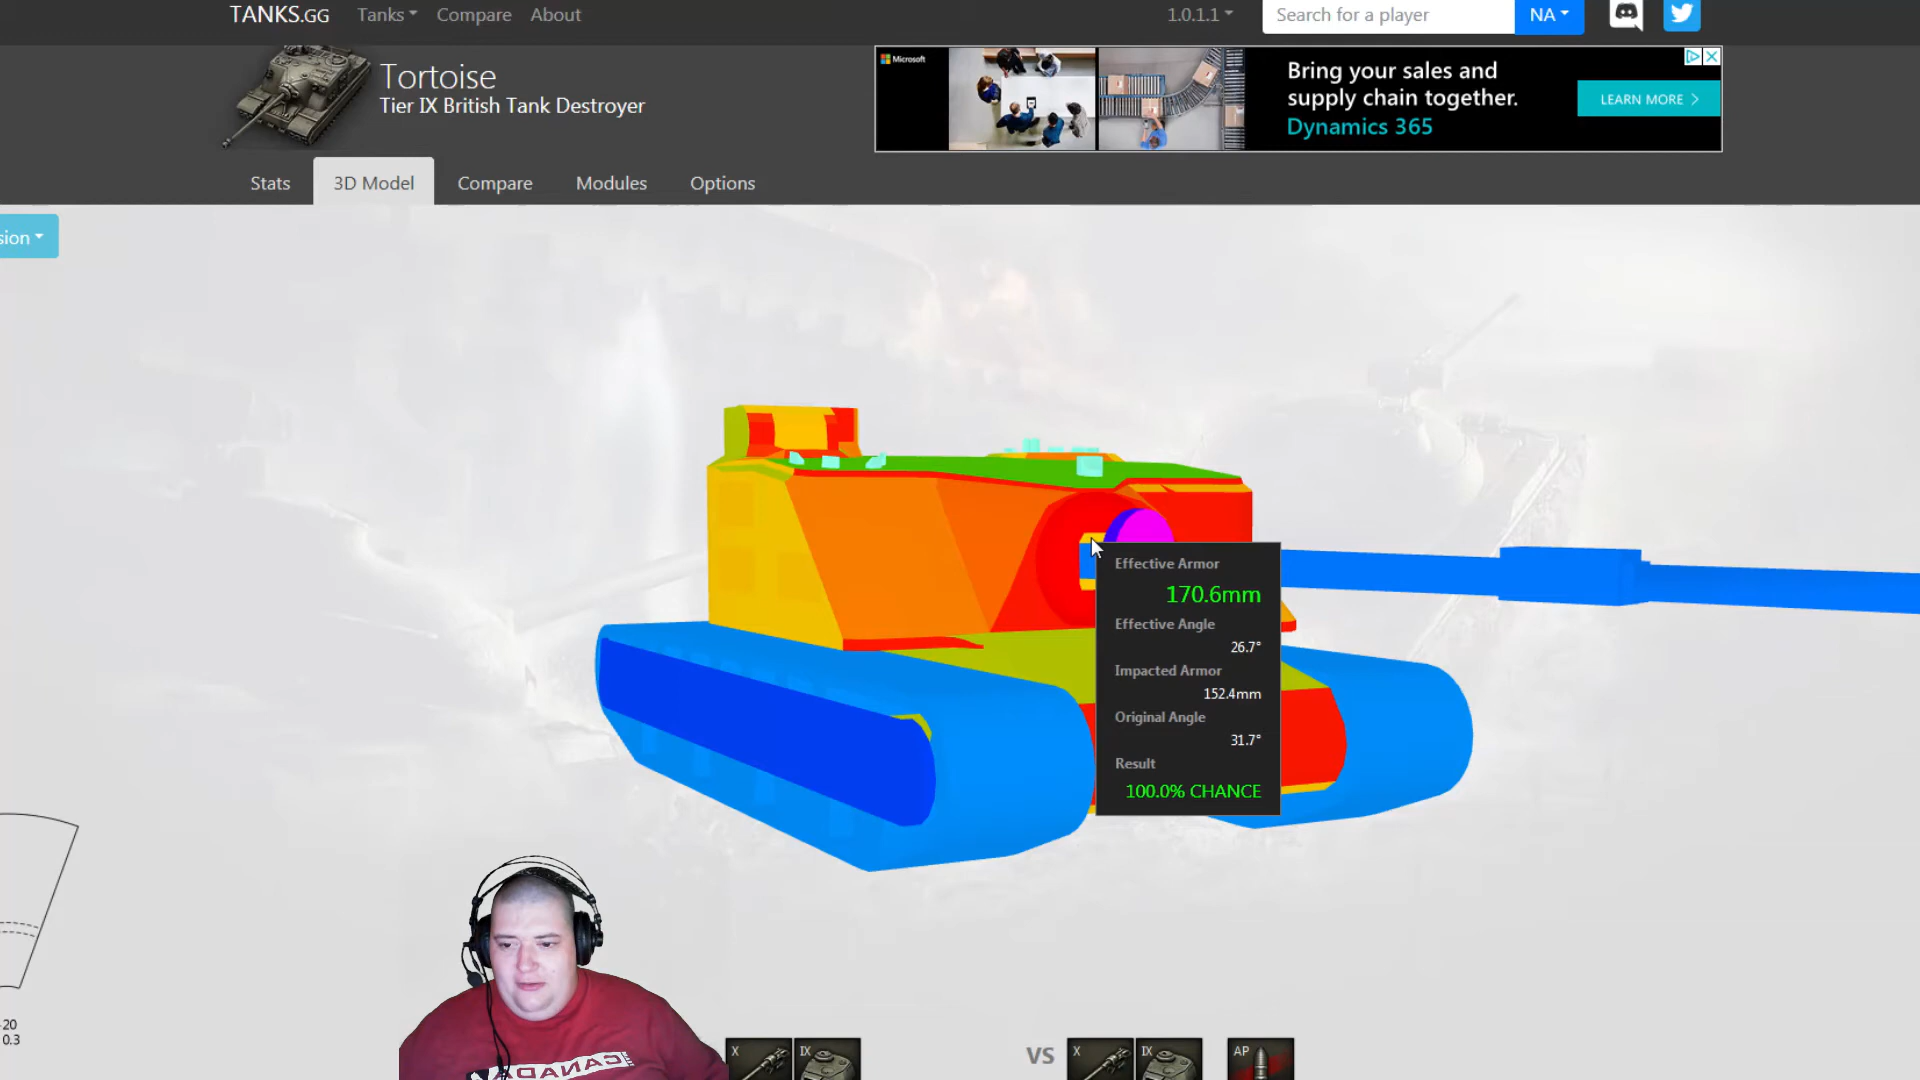 TANKS.GG Tanks Compare About 1.0.1.1 Search for a player NA
Tortoise
Tier IX British Tank Destroyer
Microsoft
Bring your sales and
supply chain together.
Dynamics 365
LEARN MORE >
Stats 3D Model Compare Modules Options
sion
Effective Armor
170.6mm
Effective Angle
26.7°
Impacted Armor
152.4mm
Original Angle
31.7°
Result
100.0% CHANCE
20
0.3
CANADA
X IX VS X IX AP